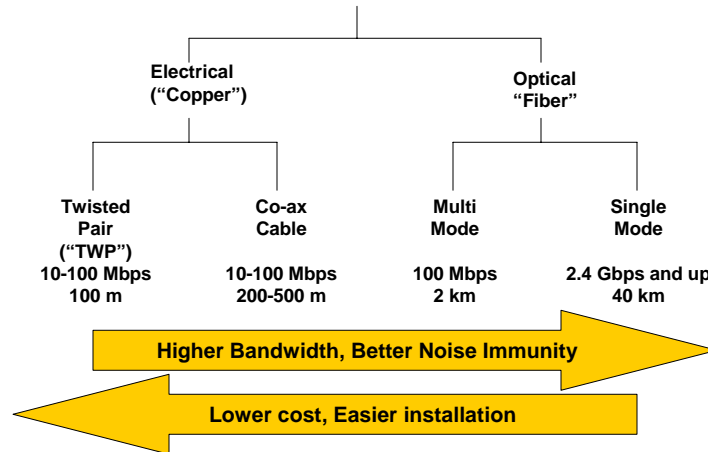 Electrical
(“Copper”)
Optical
“Fiber”
Twisted
Pair
(“TWP”)
10-100 Mbps
100 m
Co-ax
Cable
10-100 Mbps
200-500 m
Multi
Mode
100 Mbps
2 km
Single
Mode
2.4 Gbps and up
40 km
Higher Bandwidth, Better Noise Immunity
Lower cost, Easier installation